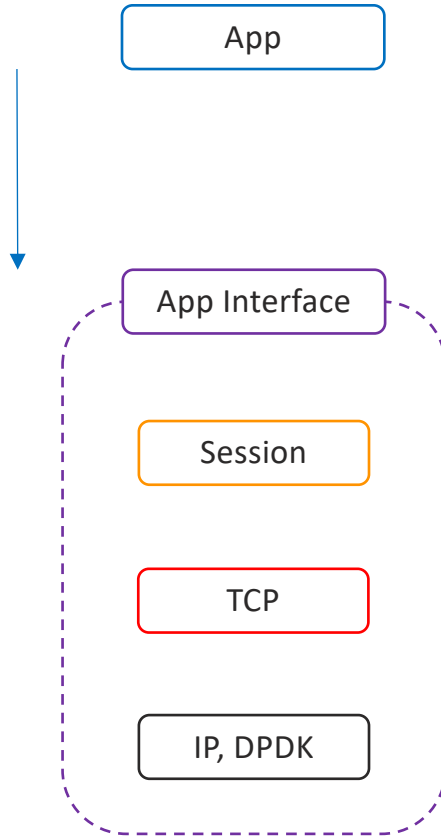 App
App Interface
Session
TCP
IP, DPDK